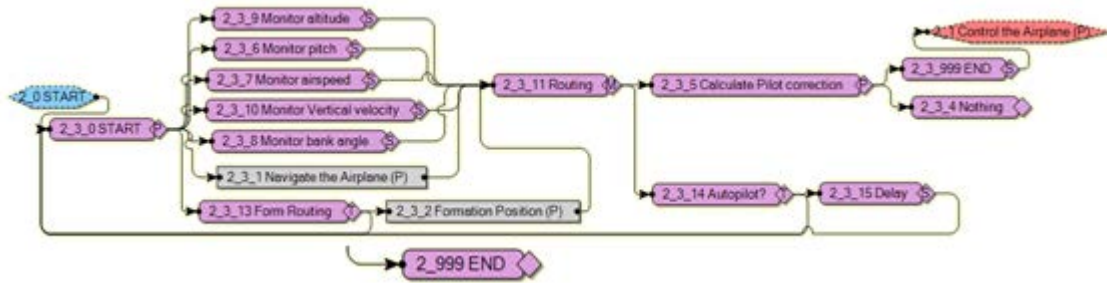 2_3_9 Monitor altitude S
2_1 Control the Airplane (P)
2_3_6 Monitor pitch S
2_3_7 Monitor airspeed S
2_3_11 Routing M
2_3_5 Calculate Pilot correction P
2_3_999 END S
2_0 START
2_3_10 Monitor Vertical velocity S
2_3_4 Nothing
2_3_0 START P
2_3_8 Monitor bank angle S
2_3_1 Navigate the Airplane (P)
2_3_14 Autopilot? T
2_3_15 Delay S
2_3_13 Form Routing T
2_3_2 Formation Position (P)
2_999 END